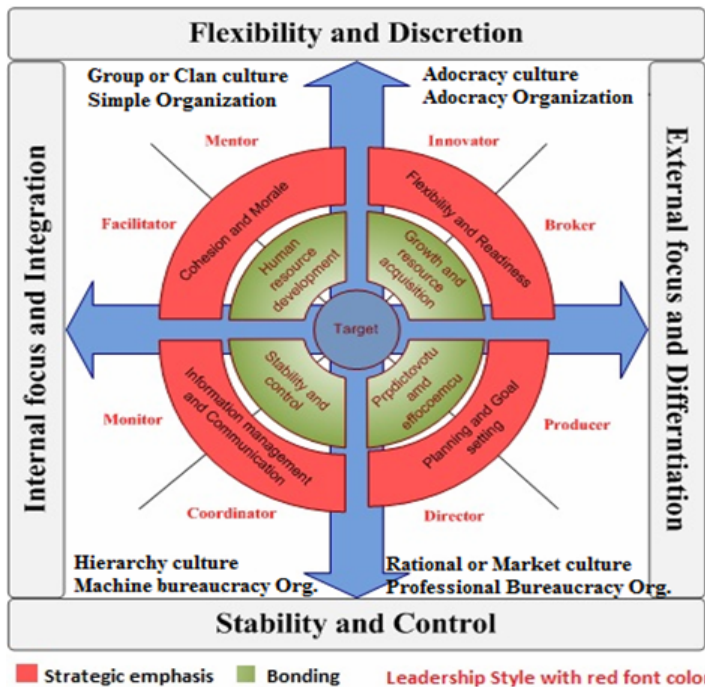 Flexibility and Discretion
Group or Clan culture
Simple Organization
Adocracy culture
Adocracy Organization
Mentor
Innovator
Facilitator
Broker
Internal focus and Integration
External focus and Differntiation
Cohesion and Morale
Flexibility and Readiness
Human
resource
development
Growth and
resource
acquisition
Target
Stability and
control
Prpdictovotu
amd
effocoemcu
Information management
and Communication
Planning and Goal
setting
Monitor
Producer
Coordinator
Director
Hierarchy culture
Machine bureaucracy Org.
Rational or Market culture
Professional Bureaucracy Org.
Stability and Control
Strategic emphasis
Bonding
Leadership Style with red font color